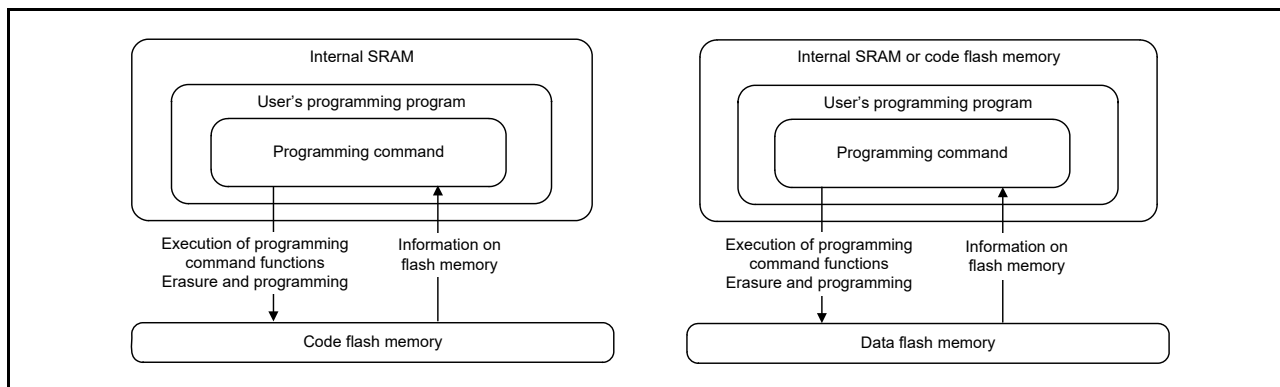 Internal SRAM
User's programming program
Programming command
Execution of programming
command functions
Erasure and programming
Information on
flash memory
Code flash memory
Internal SRAM or code flash memory
User's programming program
Programming command
Execution of programming
command functions
Erasure and programming
Information on
flash memory
Data flash memory